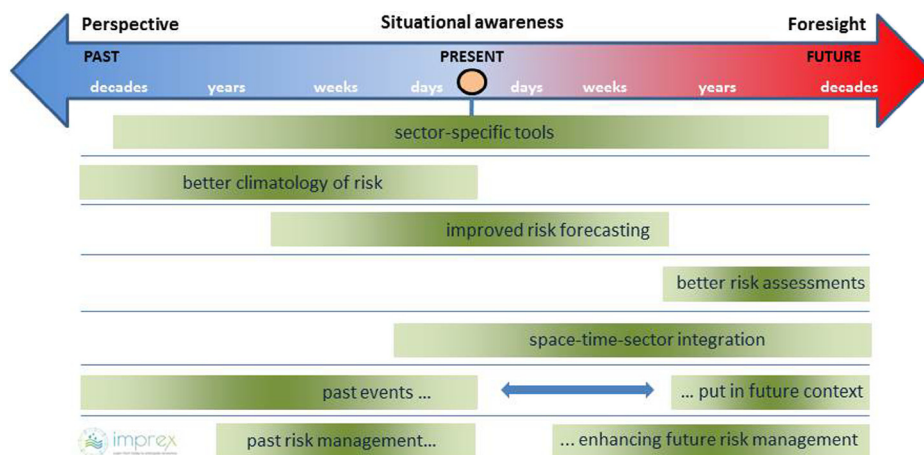 Perspective Situational awareness Foresight
PAST PRESENT FUTURE
decades years weeks days days weeks years decades
sector-specific tools
better climatology of risk
improved risk forecasting
better risk assessments
space-time-sector integration
past events ... ... put in future context
imprex past risk management... ... enhancing future risk management